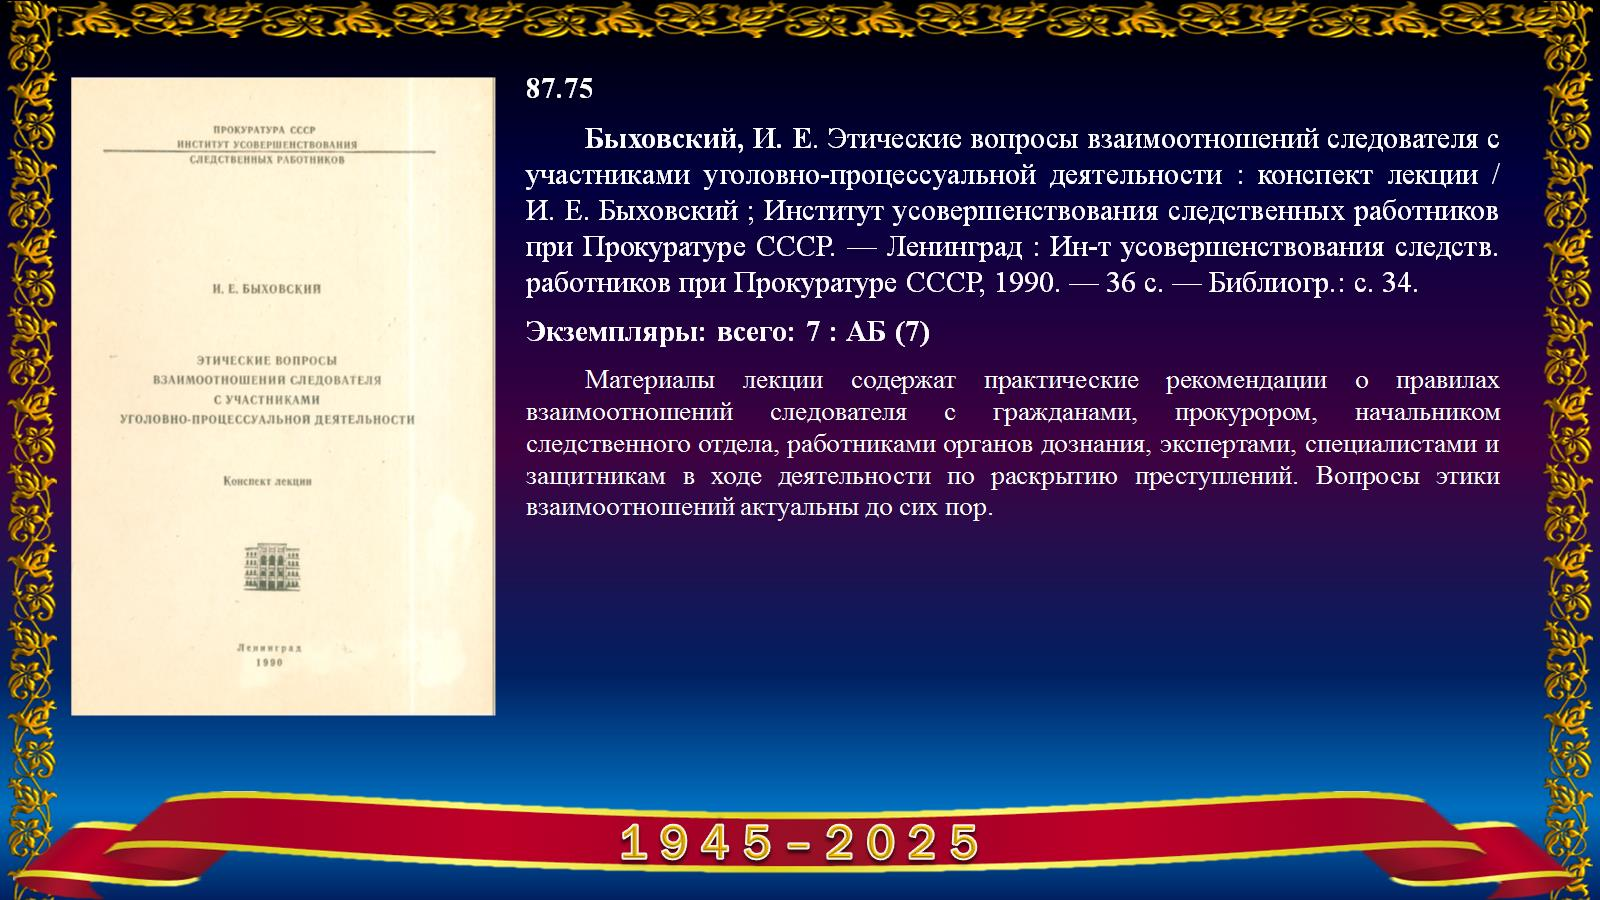 ПРОКУРАТУРА СССР
ИНСТИТУТ УСОВЕРШЕНСТВОВАНИЯ
СЛЕДСТВЕННЫХ РАБОТНИКОВ
И. Е. БЫХОВСКИЙ
ЭТИЧЕСКИЕ ВОПРОСЫ
ВЗАИМООТНОШЕНИЙ СЛЕДОВАТЕЛЯ
С УЧАСТНИКАМИ
УГОЛОВНО-ПРОЦЕССУАЛЬНОЙ ДЕЯТЕЛЬНОСТИ
Конспект лекции
Ленинград
1990
87.75
Быховский, И. Е. Этические вопросы взаимоотношений следователя с
участниками уголовно-процессуальной деятельности : конспект лекции /
И. Е. Быховский ; Институт усовершенствования следственных работников
при Прокуратуре СССР. — Ленинград : Ин-т усовершенствования следств.
работников при Прокуратуре СССР, 1990. — 36 с. — Библиогр.: с. 34.
Экземпляры: всего: 7 : АБ (7)
Материалы лекции содержат практические рекомендации о правилах
взаимоотношений следователя с гражданами, прокурором, начальником
следственного отдела, работниками органов дознания, экспертами, специалистами и
защитникам в ходе деятельности по раскрытию преступлений. Вопросы этики
взаимоотношений актуальны до сих пор.
1945–2025